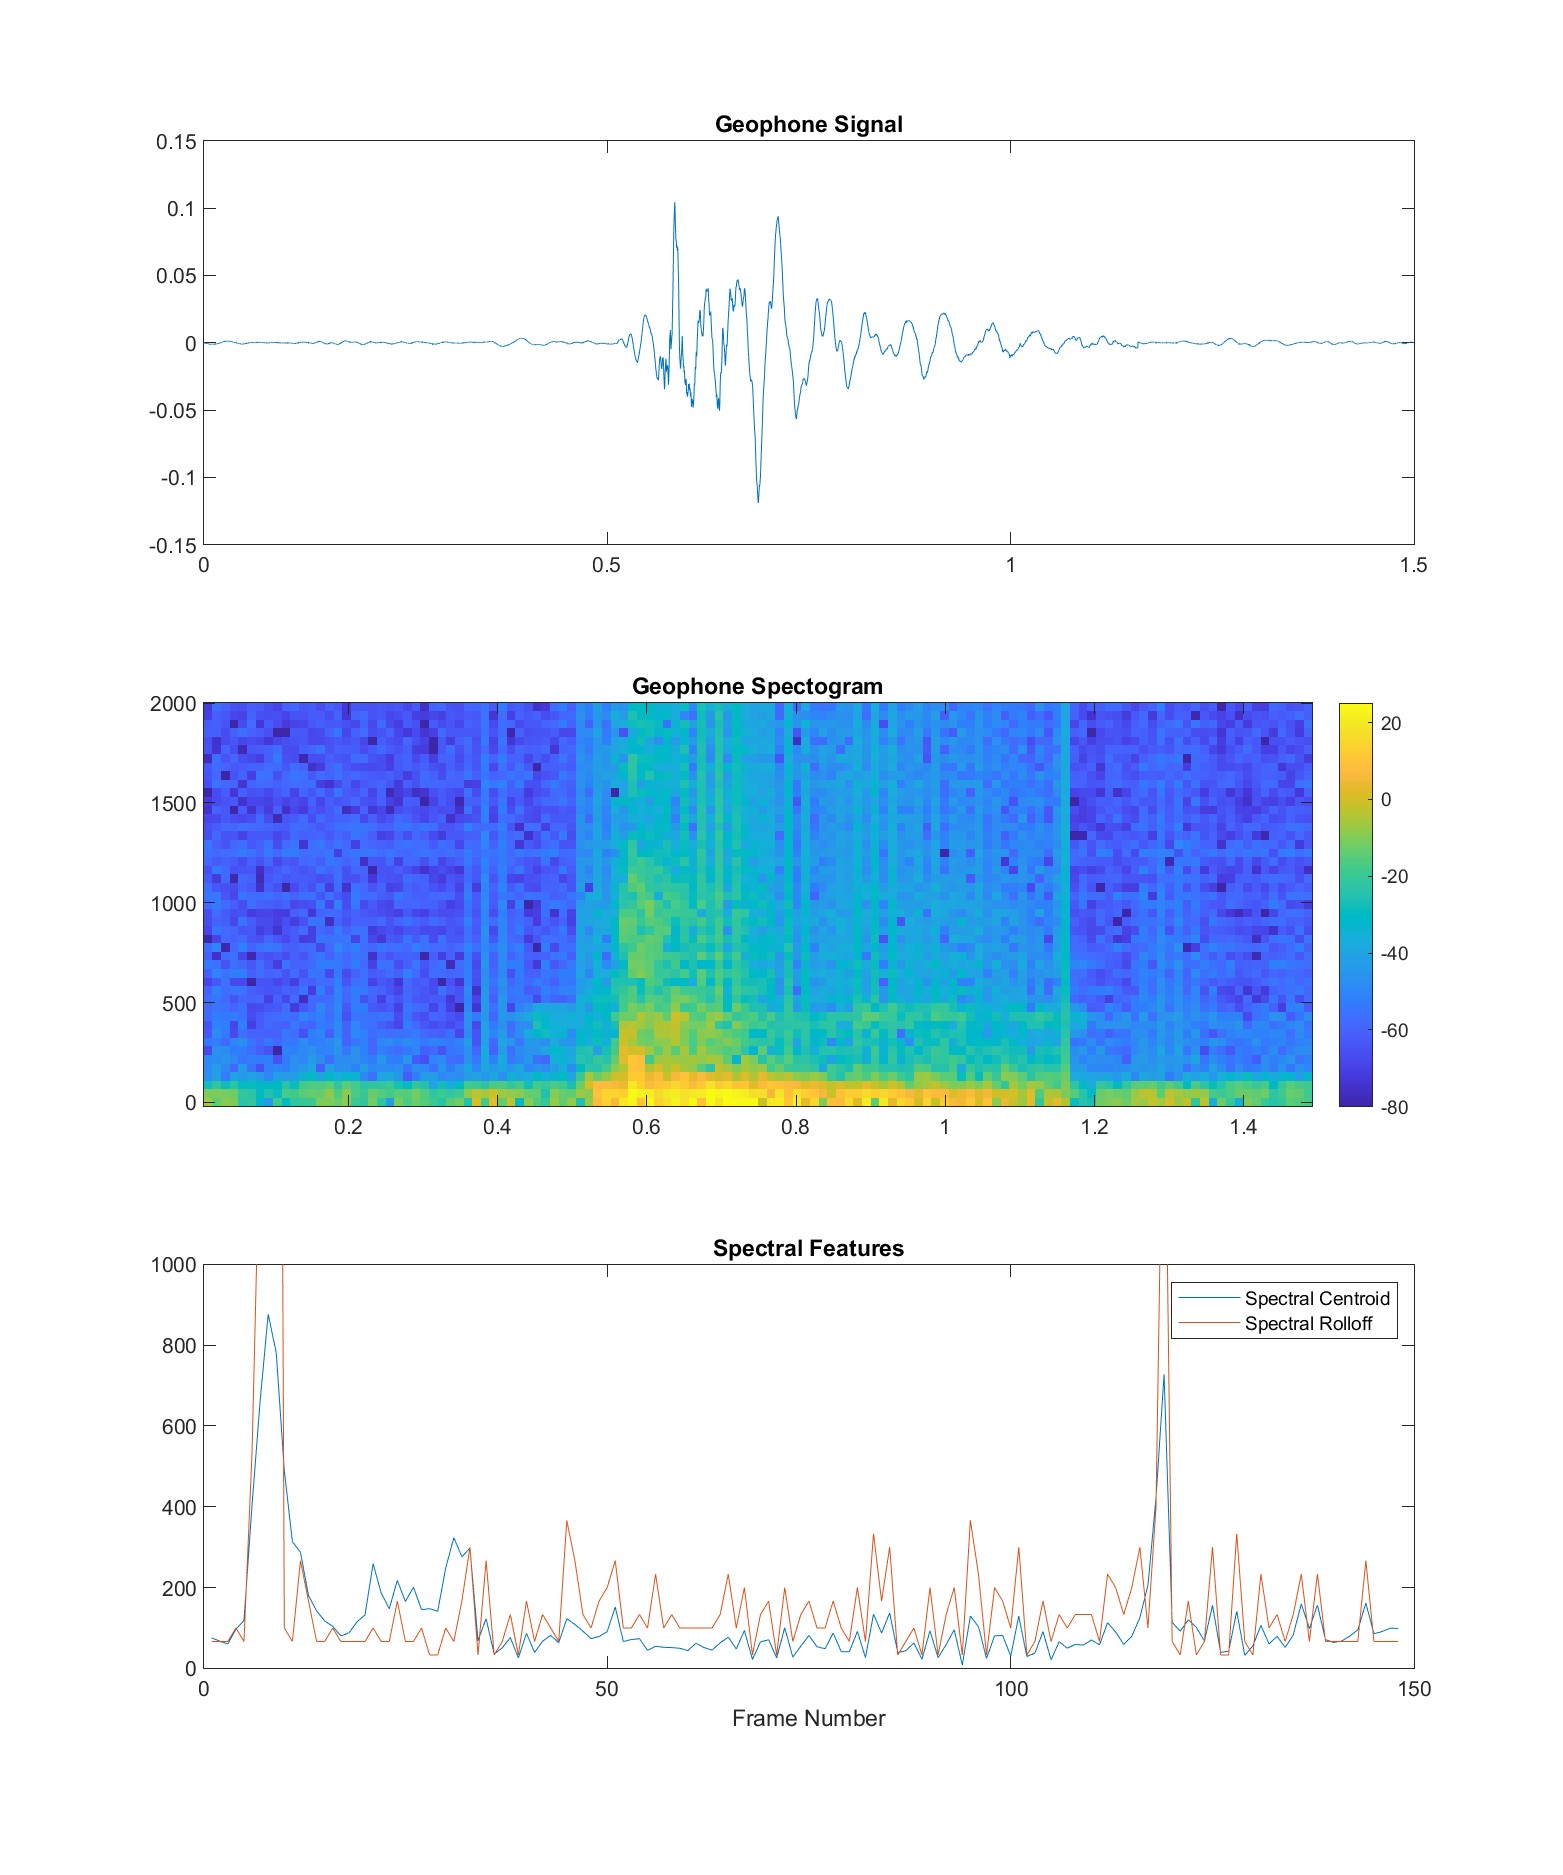 Geophone Signal
0.15
0.1
0.05
0
-0.05
-0.1
-0.15
0 0.5 1 1.5
Geophone Spectogram
2000
1500
1000
500
0
0.2 0.4 0.6 0.8 1 1.2 1.4
20
0
-20
-40
-60
-80
Spectral Features
1000
800
600
400
200
0
Spectral Centroid
Spectral Rolloff
0 50 100 150
Frame Number